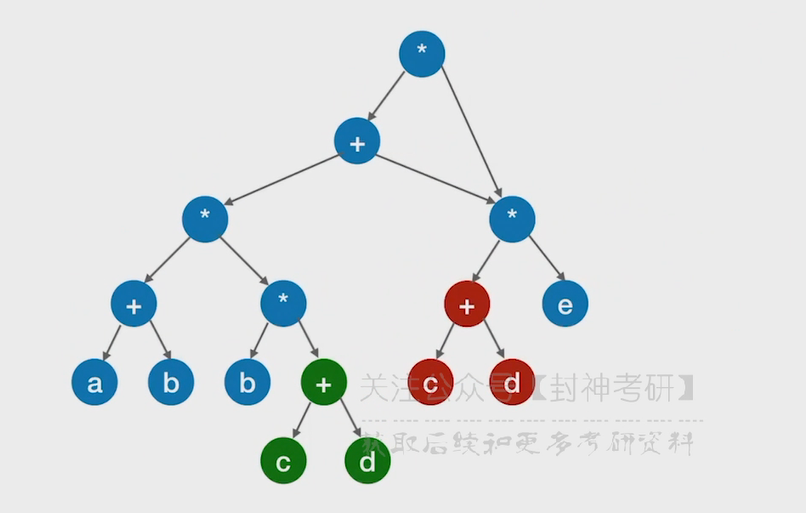 *
+
* *
+ * + e
a b b + c d
关注公众号【封神考研】
c d
获取后续和更多考研资料